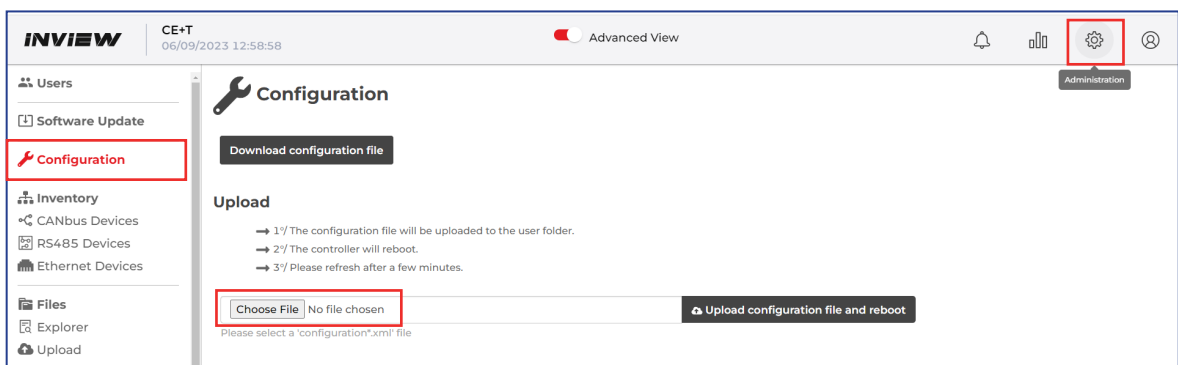 iNViEW
CE+T
06/09/2023 12:58:58
Advanced View
Administration
Users
Software Update
Configuration
Inventory
CANbus Devices
RS485 Devices
Ethernet Devices
Files
Explorer
Upload
Configuration
Download configuration file
Upload
1°/ The configuration file will be uploaded to the user folder.
2°/ The controller will reboot.
3°/ Please refresh after a few minutes.
Choose File No file chosen
Upload configuration file and reboot
Please select a 'configuration*.xml' file